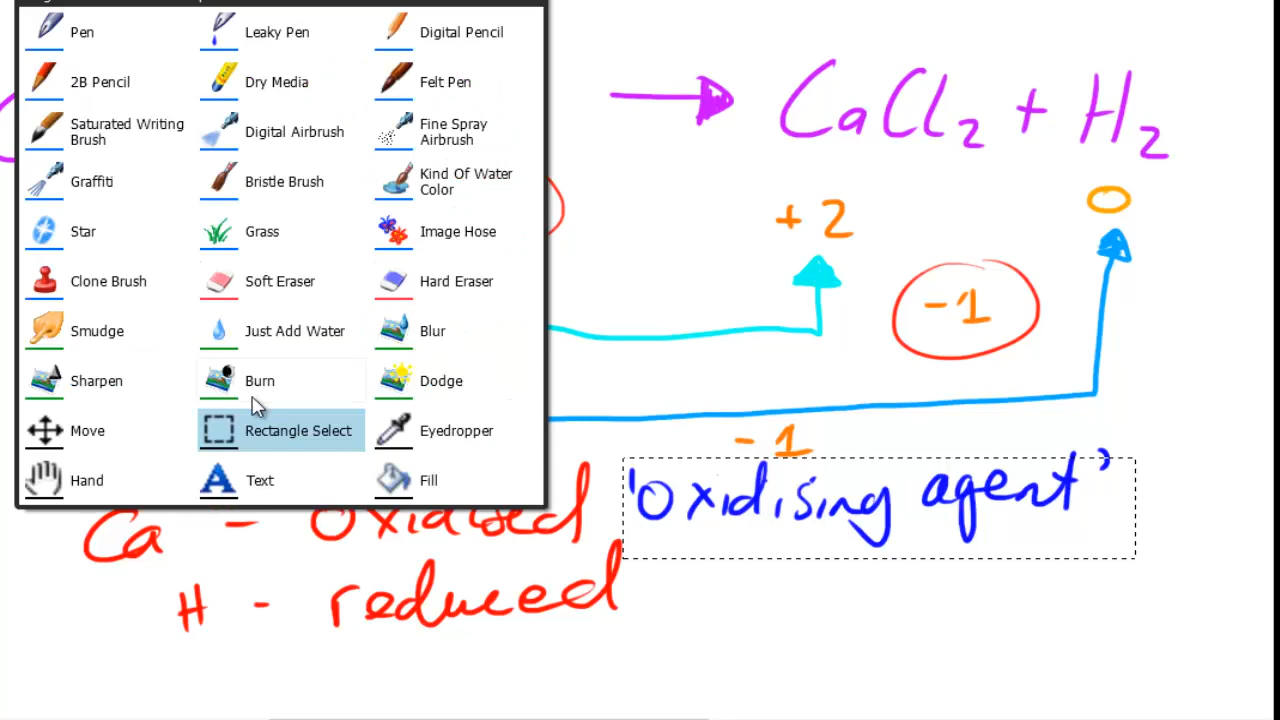 Pen Leaky Pen Digital Pencil
2B Pencil Dry Media Felt Pen
Saturated Writing Brush Digital Airbrush Fine Spray Airbrush
Graffiti Bristle Brush Kind Of Water Color
Star Grass Image Hose
Clone Brush Soft Eraser Hard Eraser
Smudge Just Add Water Blur
Sharpen Burn Dodge
Move Rectangle Select Eyedropper
Hand Text Fill
→ CaCl₂ + H₂
+2 0
-1
-1
Ca - oxidised 'Oxidising agent'
H - reduced